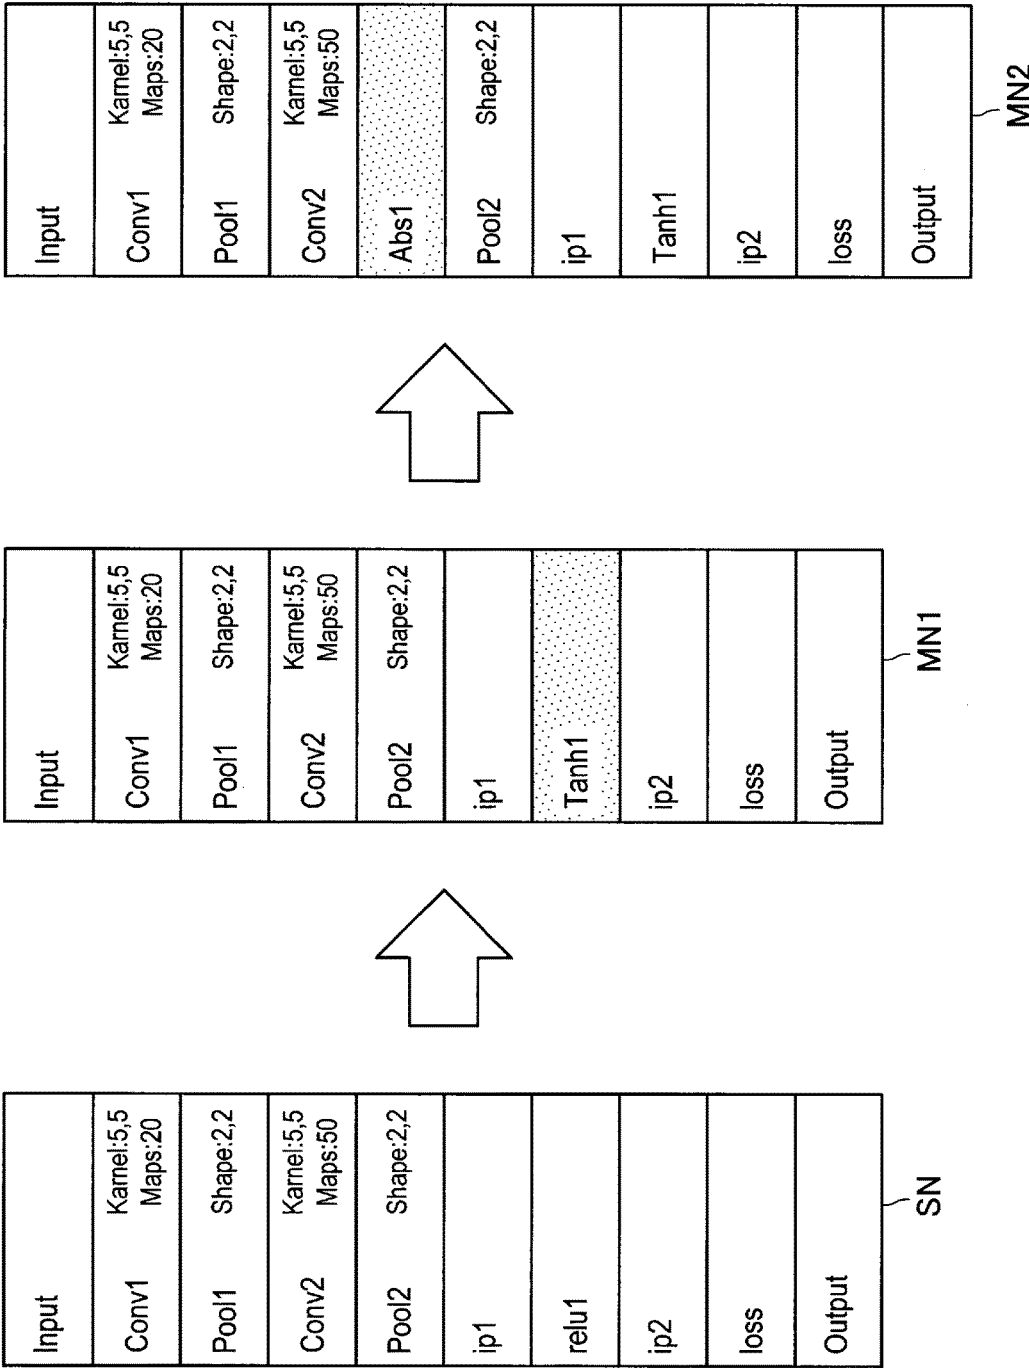 Input
Conv1 Karnel:5,5
Maps:20
Pool1 Shape:2,2
Conv2 Karnel:5,5
Maps:50
Pool2 Shape:2,2
ip1
relu1
ip2
loss
Output
SN
Input
Conv1 Karnel:5,5
Maps:20
Pool1 Shape:2,2
Conv2 Karnel:5,5
Maps:50
Pool2 Shape:2,2
ip1
Tanh1
ip2
loss
Output
MN1
Input
Conv1 Karnel:5,5
Maps:20
Pool1 Shape:2,2
Conv2 Karnel:5,5
Maps:50
Abs1
Pool2 Shape:2,2
ip1
Tanh1
ip2
loss
Output
MN2